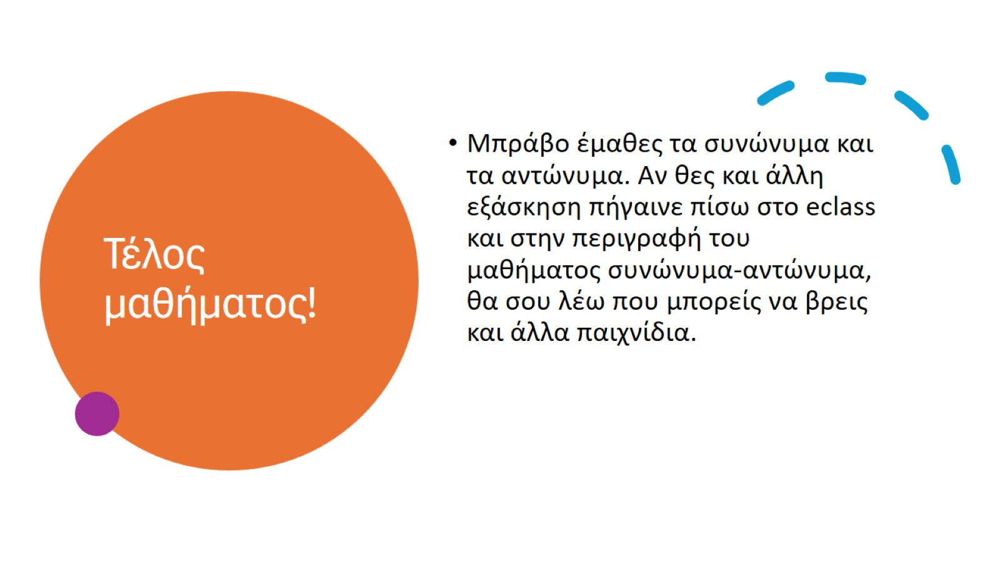 Τέλος
μαθήματος!
• Μπράβο έμαθες τα συνώνυμα και
τα αντώνυμα. Αν θες και άλλη
εξάσκηση πήγαινε πίσω στο eclass
και στην περιγραφή του
μαθήματος συνώνυμα-αντώνυμα,
θα σου λέω που μπορείς να βρεις
και άλλα παιχνίδια.